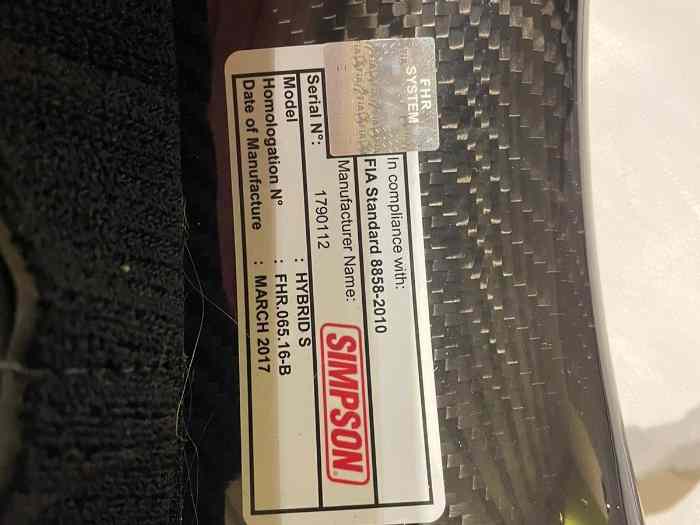 FHR
SYSTEM
In compliance with:
FIA Standard 8858-2010
Manufacturer Name:
SIMPSON
Serial N°: 1790112
Model : HYBRID S
Homologation N° : FHR.065.16-B
Date of Manufacture : MARCH 2017